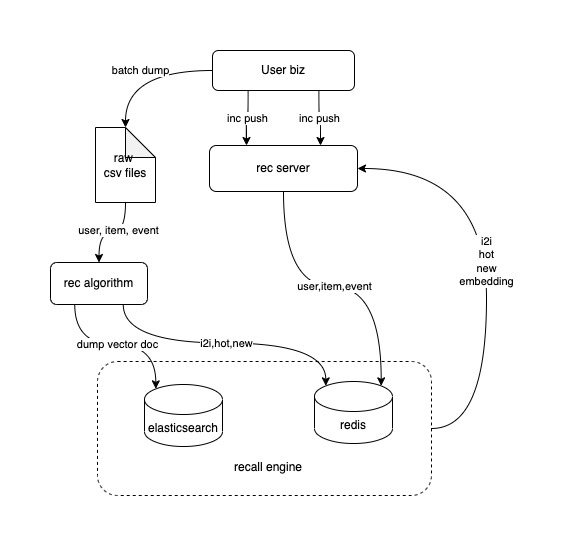 User biz
batch dump
inc push
inc push
raw
csv files
rec server
user, item, event
rec algorithm
i2i
hot
new
embedding
user,item,event
dump vector doc
i2i,hot,new
elasticsearch
redis
recall engine